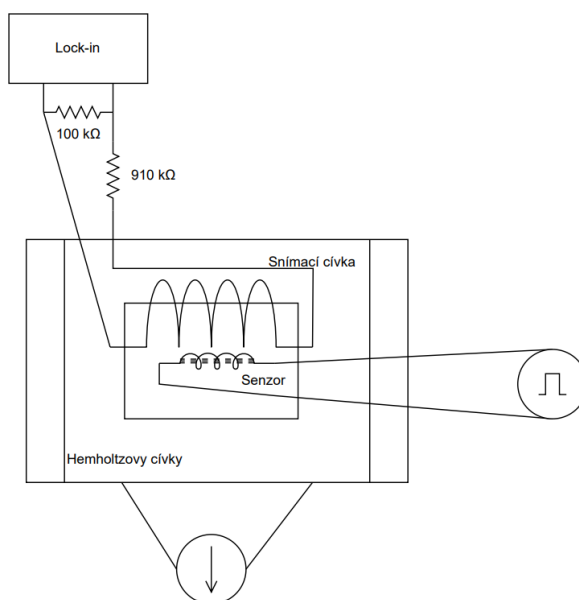 Lock-in
100 kΩ
910 kΩ
Snímací cívka
Senzor
Hemholtzovy cívky